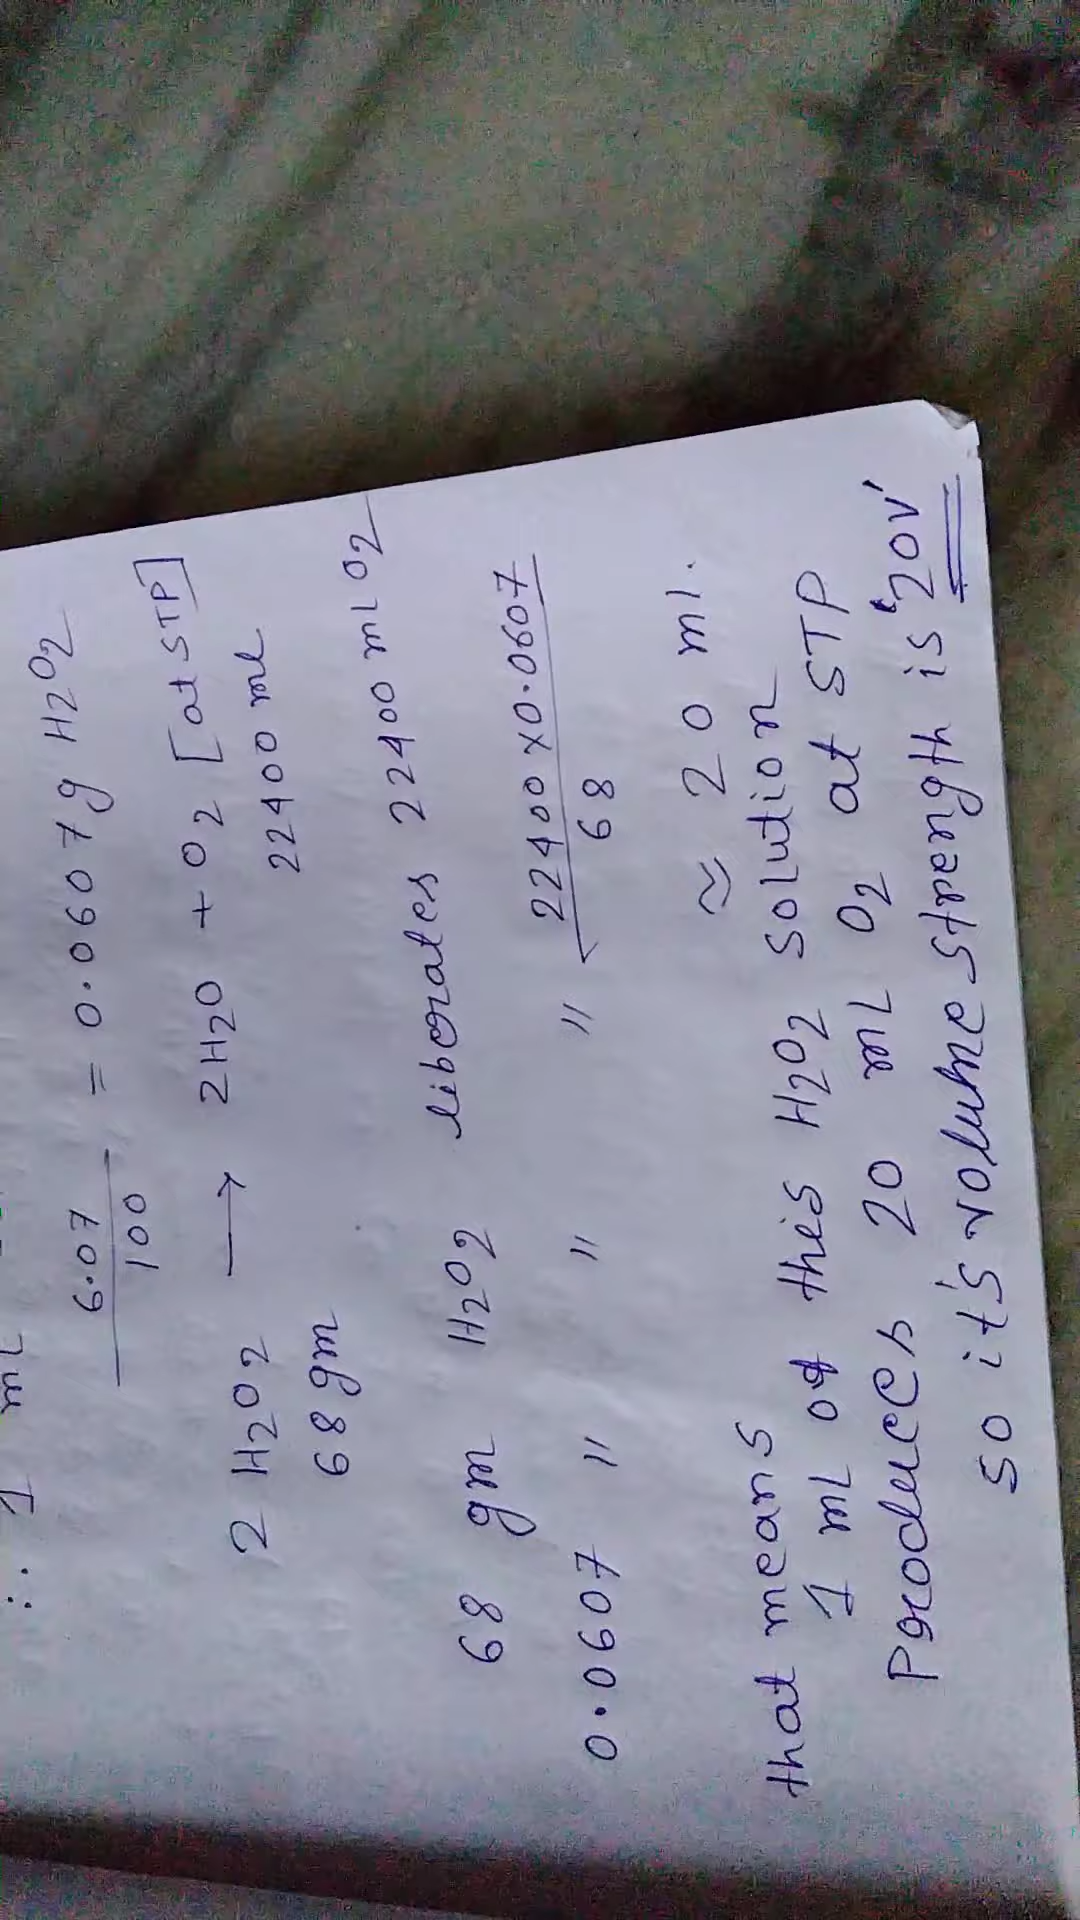 ∴ 1 mL
6.07 / 100 = 0.0607g H2O2
2 H2O2 → 2H2O + O2 [at STP]
68 gm 22400 ml
68 gm H2O2 liberates 22400 ml O2
0.0607 " " " 22400 x 0.0607 / 68
≈ 20 ml.
that means
1 mL of this H2O2 solution
Produces 20 mL O2 at STP
so it's volume strength is '20V'